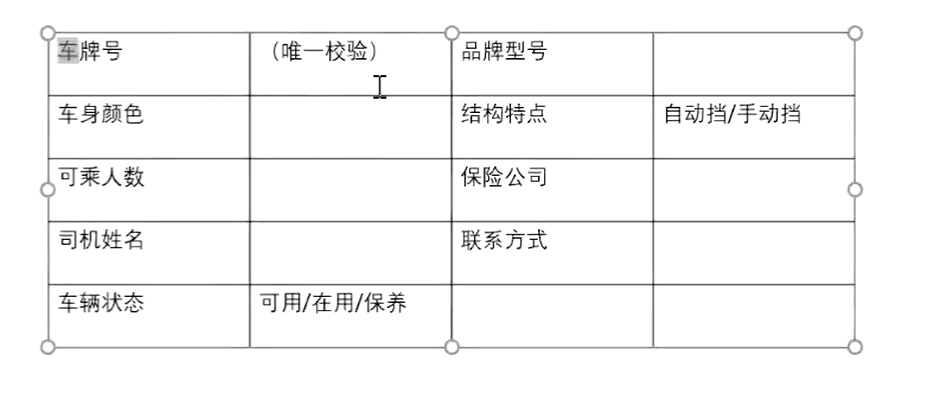 车牌号 （唯一校验） 品牌型号
车身颜色 结构特点 自动挡/手动挡
可乘人数 保险公司
司机姓名 联系方式
车辆状态 可用/在用/保养